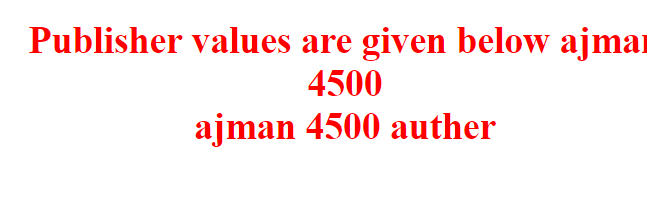 Publisher values are given below ajman
4500
ajman 4500 auther